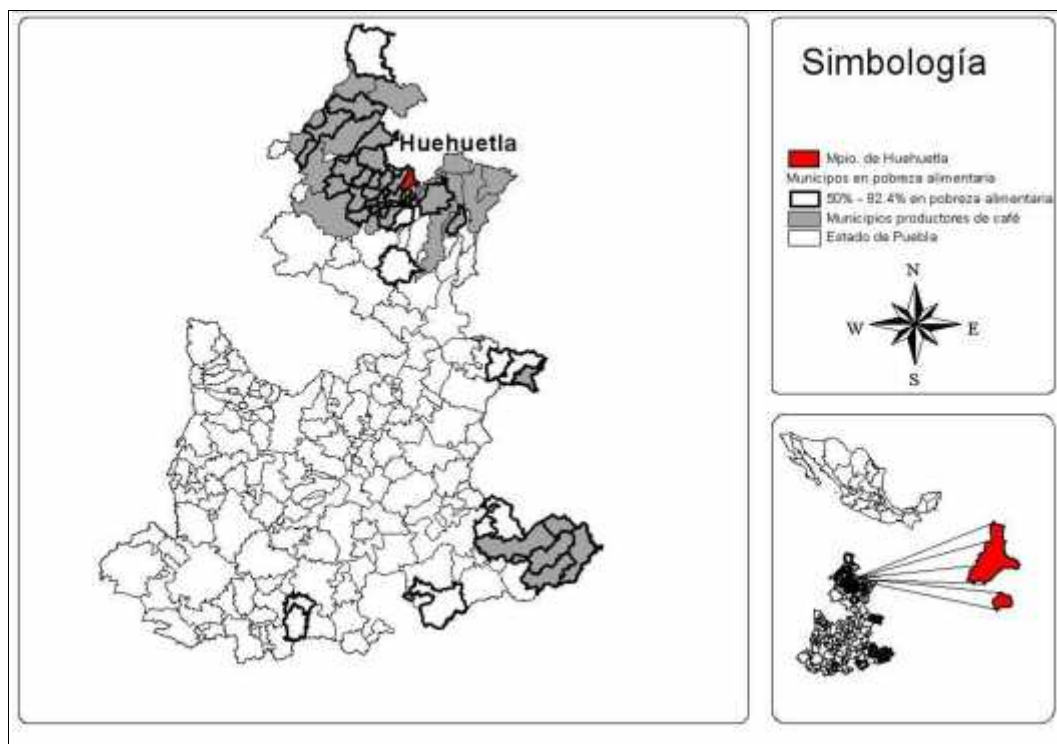 Huehuetla
Simbología
Mpio. de Huehuetla
Municipos en pobreza alimentaria
50% - 82.4% en pobreza alimentaria
Municipios productores de café
Estado de Puebla
N
W E
S